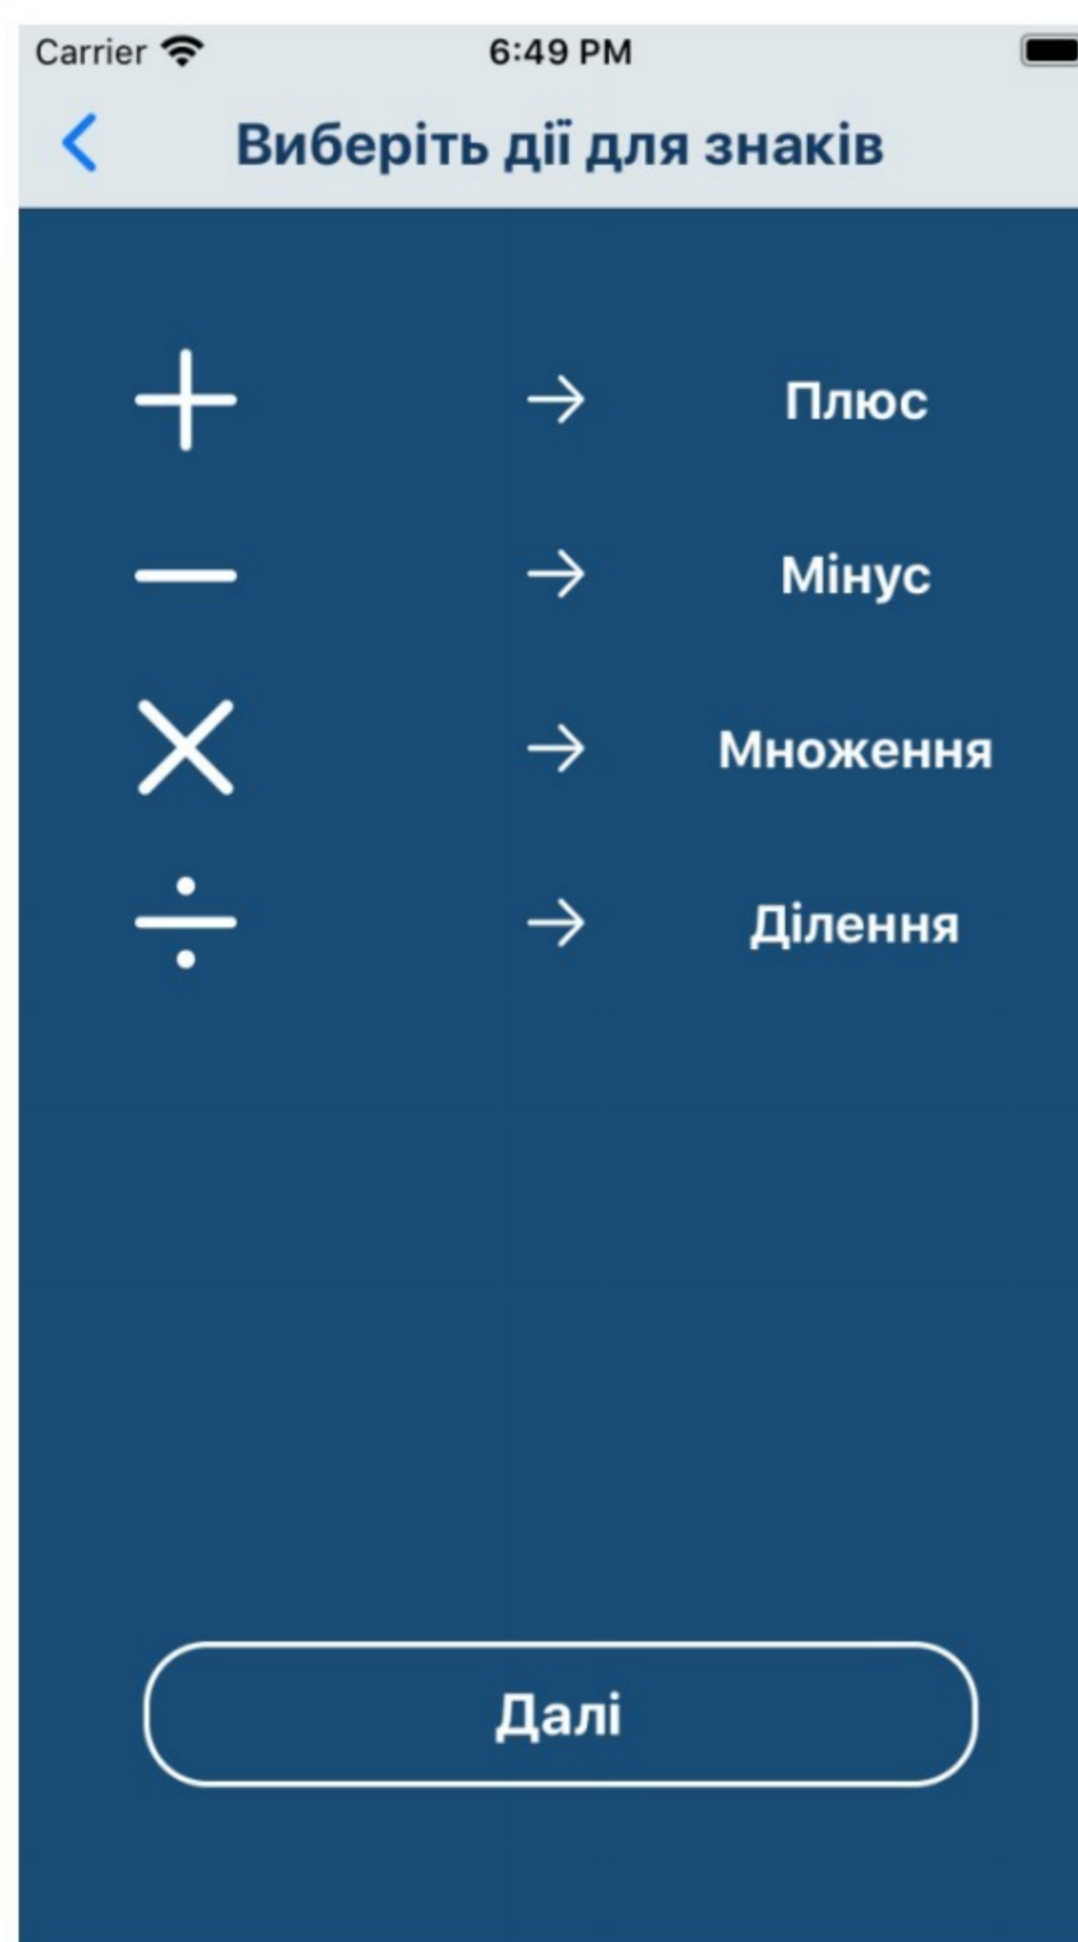 Carrier 6:49 PM
Виберіть дії для знаків
+ → Плюс
− → Мінус
× → Множення
÷ → Ділення
Далі